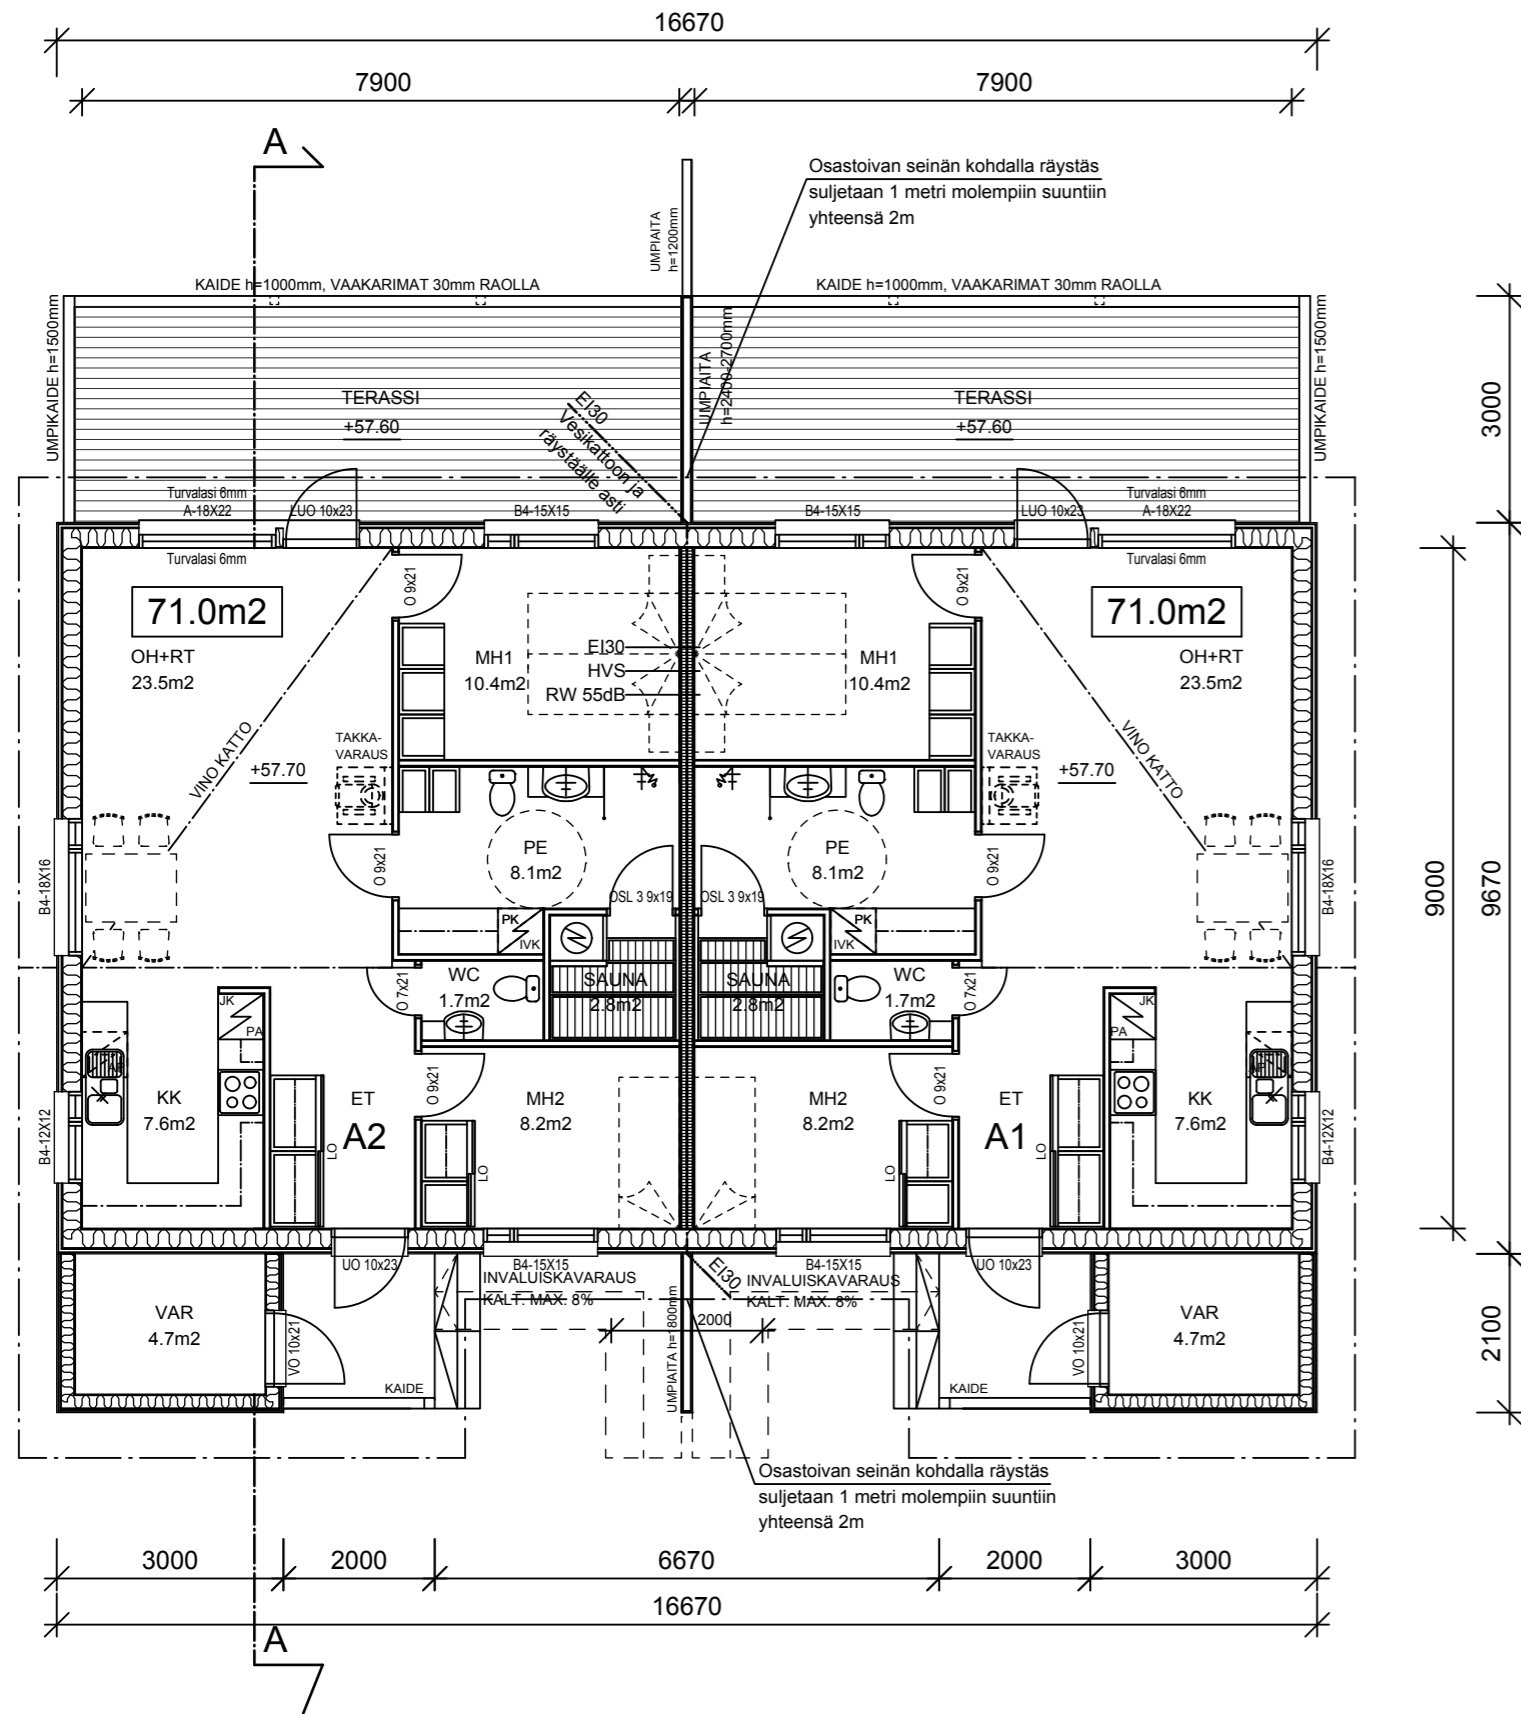 16670
7900
7900
A
Osastoivan seinän kohdalla räystäs
suljetaan 1 metri molempiin suuntiin
yhteensä 2m
UMPIAITA
h=1200mm
KAIDE h=1000mm, VAAKARIMAT 30mm RAOLLA
KAIDE h=1000mm, VAAKARIMAT 30mm RAOLLA
UMPIKAIDE h=1500mm
UMPIAITA
h=2400-2700mm
UMPIKAIDE h=1500mm
3000
TERASSI
+57.60
TERASSI
+57.60
EI30
Vesikattoon ja
räystäälle asti
Turvalasi 6mm
A-18X22
LUO 10x23
B4-15X15
B4-15X15
LUO 10x23
Turvalasi 6mm
A-18X22
Turvalasi 6mm
Turvalasi 6mm
71.0m2
OH+RT
23.5m2
O 9x21
MH1
10.4m2
EI30
HVS
RW 55dB
MH1
10.4m2
O 9x21
71.0m2
OH+RT
23.5m2
VINO KATTO
+57.70
TAKKA-
VARAUS
TAKKA-
VARAUS
+57.70
VINO KATTO
B4-18X16
O 9x21
PE
8.1m2
PE
8.1m2
O 9x21
B4-18X16
9000
9670
OSL 3 9x19
OSL 3 9x19
PK
IVK
PK
IVK
O 7x21
WC
1.7m2
SAUNA
2.8m2
SAUNA
2.8m2
WC
1.7m2
O 7x21
JK
PA
JK
PA
B4-12X12
KK
7.6m2
ET
A2
LO
O 9x21
LO
MH2
8.2m2
MH2
8.2m2
O 9x21
LO
ET
A1
LO
KK
7.6m2
B4-12X12
UO 10x23
B4-15X15
B4-15X15
UO 10x23
INVALUISKAVARAUS
KALT. MAX. 8%
EI30
INVALUISKAVARAUS
KALT. MAX. 8%
VAR
4.7m2
VO 10x21
2000
UMPIAITA h=1800mm
VO 10x21
VAR
4.7m2
2100
KAIDE
KAIDE
Osastoivan seinän kohdalla räystäs
suljetaan 1 metri molempiin suuntiin
yhteensä 2m
3000
2000
6670
2000
3000
16670
A